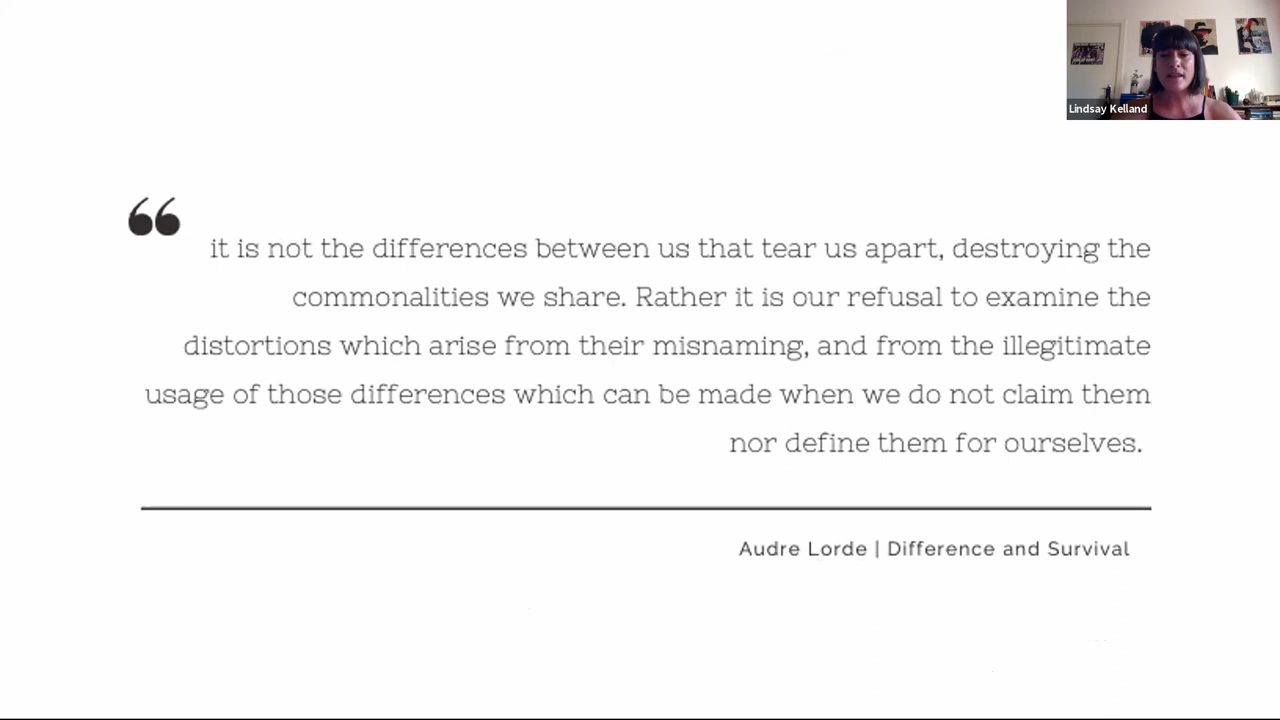 Lindsay Kelland
“
it is not the differences between us that tear us apart, destroying the
commonalities we share. Rather it is our refusal to examine the
distortions which arise from their misnaming, and from the illegitimate
usage of those differences which can be made when we do not claim them
nor define them for ourselves.
Audre Lorde | Difference and Survival